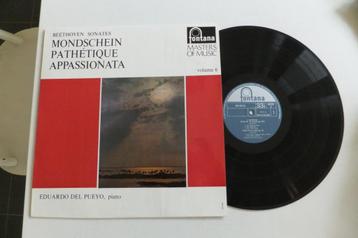 BEETHOVEN SONATES
MONDSCHEIN
PATHÉTIQUE
APPASSIONATA
fontana
MASTERS
OF MUSIC
volume 6
EDUARDO DEL PUEYO, piano
fontana